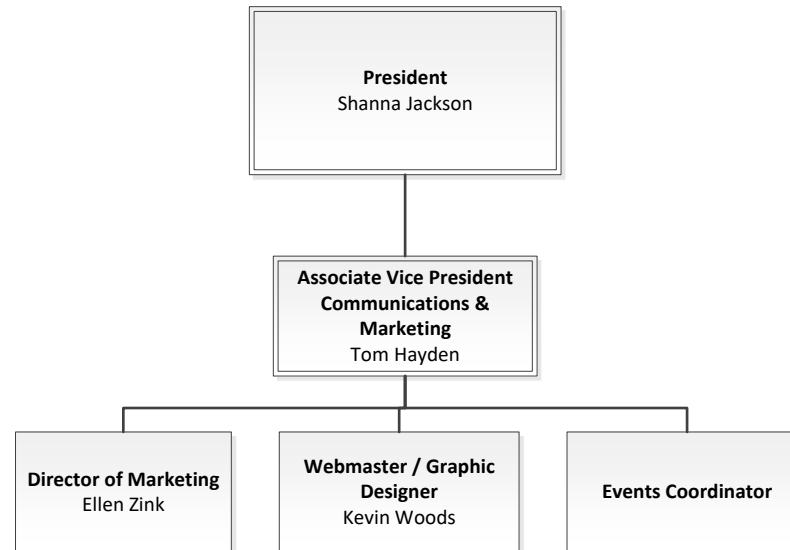 President
Shanna Jackson
Associate Vice President
Communications &
Marketing
Tom Hayden
Director of Marketing
Ellen Zink
Webmaster / Graphic
Designer
Kevin Woods
Events Coordinator